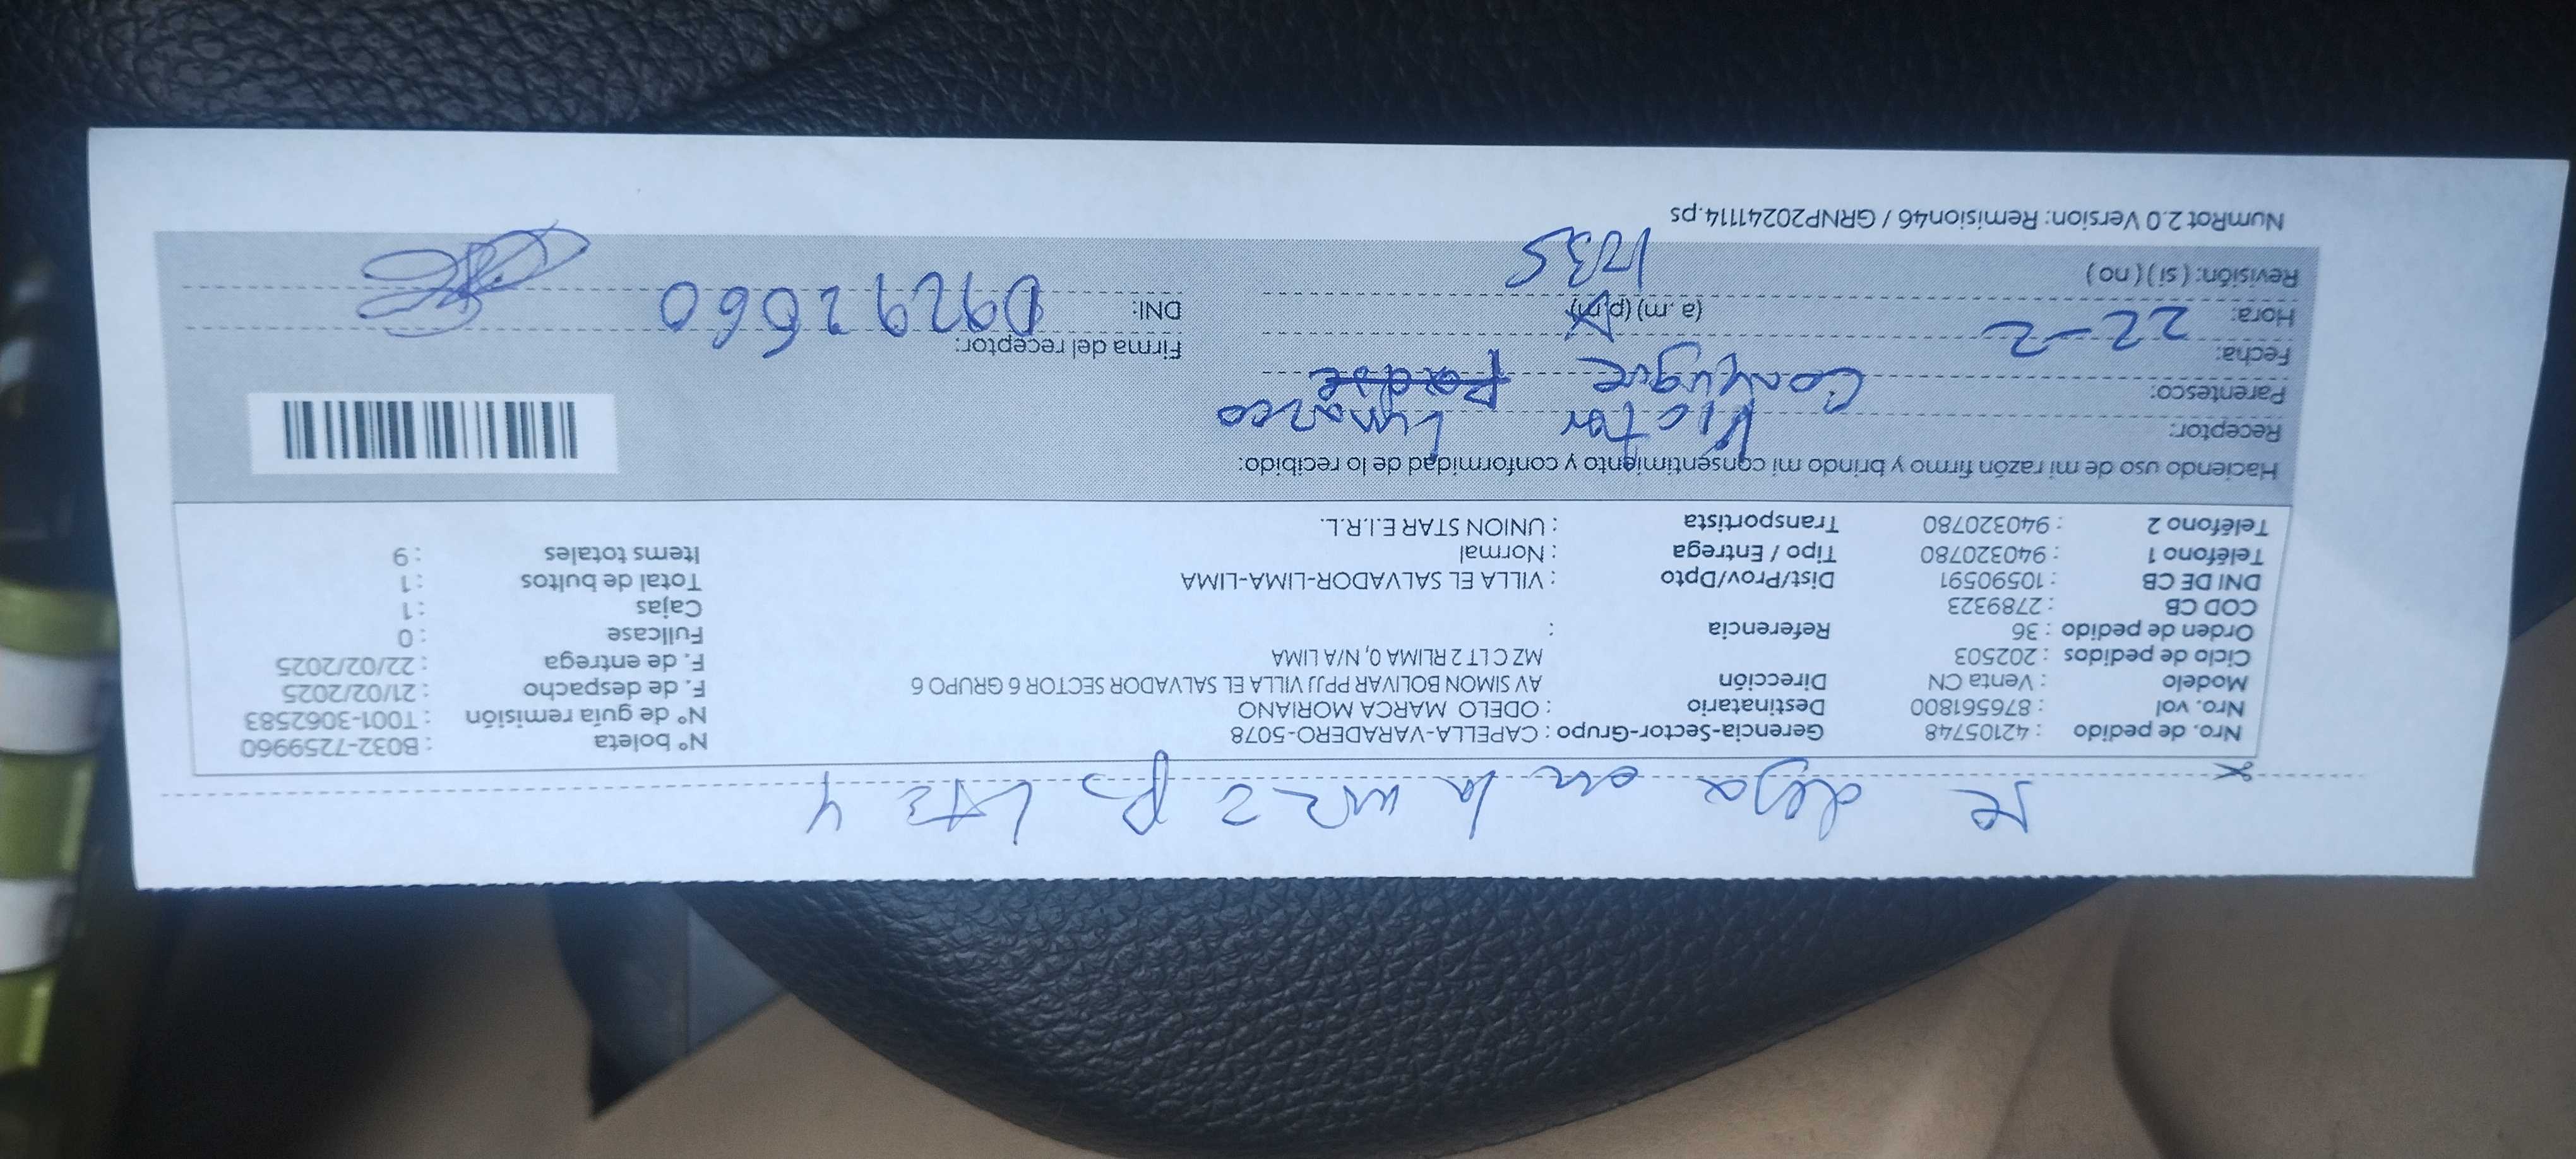 Se deja en la mz P Lte 4
Nro. de pedido : 42105748 Gerencia-Sector-Grupo : CAPELLA-VARADERO-5078 N° boleta : B032-7259960
Nro. vol : 876561800 Destinatario : ODELO MARCA MORIANO N° de guía remisión : T001-3062583
Modelo : Venta CN Dirección AV SIMON BOLIVAR PPJJ VILLA EL SALVADOR SECTOR 6 GRUPO 6 F. de despacho : 21/02/2025
Ciclo de pedidos : 202503 MZ C LT 2 RLIMA 0, N/A LIMA F. de entrega : 22/02/2025
Orden de pedido : 36 Referencia : Fullcase : 0
COD CB : 2789323 Cajas : 1
DNI DE CB : 10590591 Dist/Prov/Dpto : VILLA EL SALVADOR-LIMA-LIMA Total de bultos : 1
Teléfono 1 : 940320780 Tipo / Entrega : Normal Items totales : 9
Teléfono 2 : 940320780 Transportista : UNION STAR E.I.R.L.
Haciendo uso de mi razón firmo y brindo mi consentimiento y conformidad de lo recibido:
Receptor: Victor Lymarco
Parentesco: Conyugue Padre
Fecha: 22-2 Firma del receptor:
Hora: (a.m) (p.m) DNI: 09292660
Revisión: (si) (no) 1735
NumRot 2.0 Version: Remision46 / GRNP20241114.ps